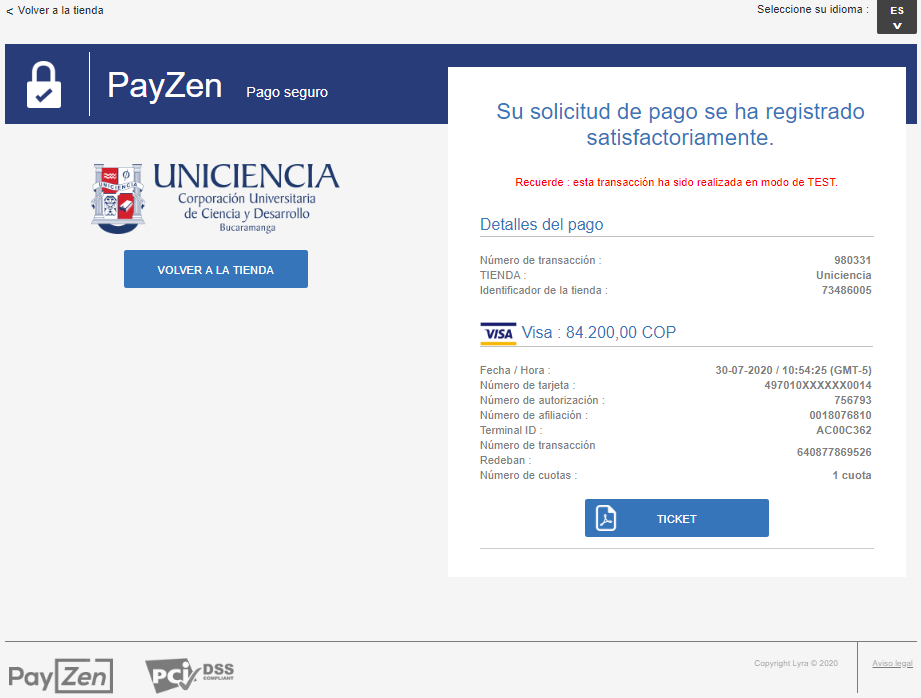 < Volver a la tienda
Seleccione su idioma :
ES
PayZen Pago seguro
UNICIENCIA
UNICIENCIA
Corporación Universitaria
de Ciencia y Desarrollo
Bucaramanga
VOLVER A LA TIENDA
Su solicitud de pago se ha registrado
satisfactoriamente.
Recuerde : esta transacción ha sido realizada en modo de TEST.
Detalles del pago
Número de transacción : 980331
TIENDA : Uniciencia
Identificador de la tienda : 73486005
VISA Visa : 84.200,00 COP
Fecha / Hora : 30-07-2020 / 10:54:25 (GMT-5)
Número de tarjeta : 497010XXXXXX0014
Número de autorización : 756793
Número de afiliación : 0018076810
Terminal ID : AC00C362
Número de transacción
Redeban : 640877869526
Número de cuotas : 1 cuota
TICKET
PayZen
PCI DSS
COMPLIANT
Copyright Lyra © 2020
Aviso legal